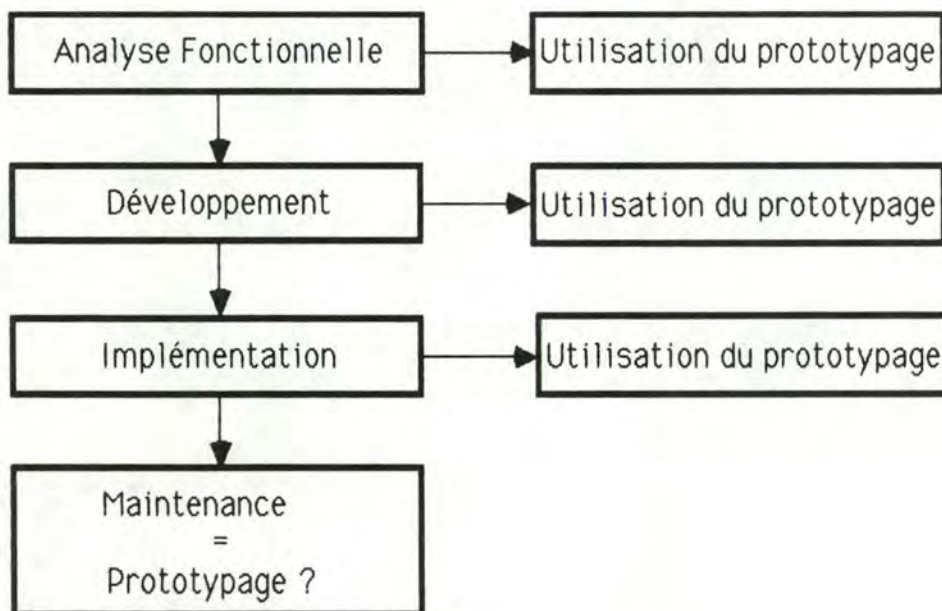 Analyse Fonctionnelle
Utilisation du prototypage
Développement
Utilisation du prototypage
Implémentation
Utilisation du prototypage
Maintenance
=
Prototypage ?